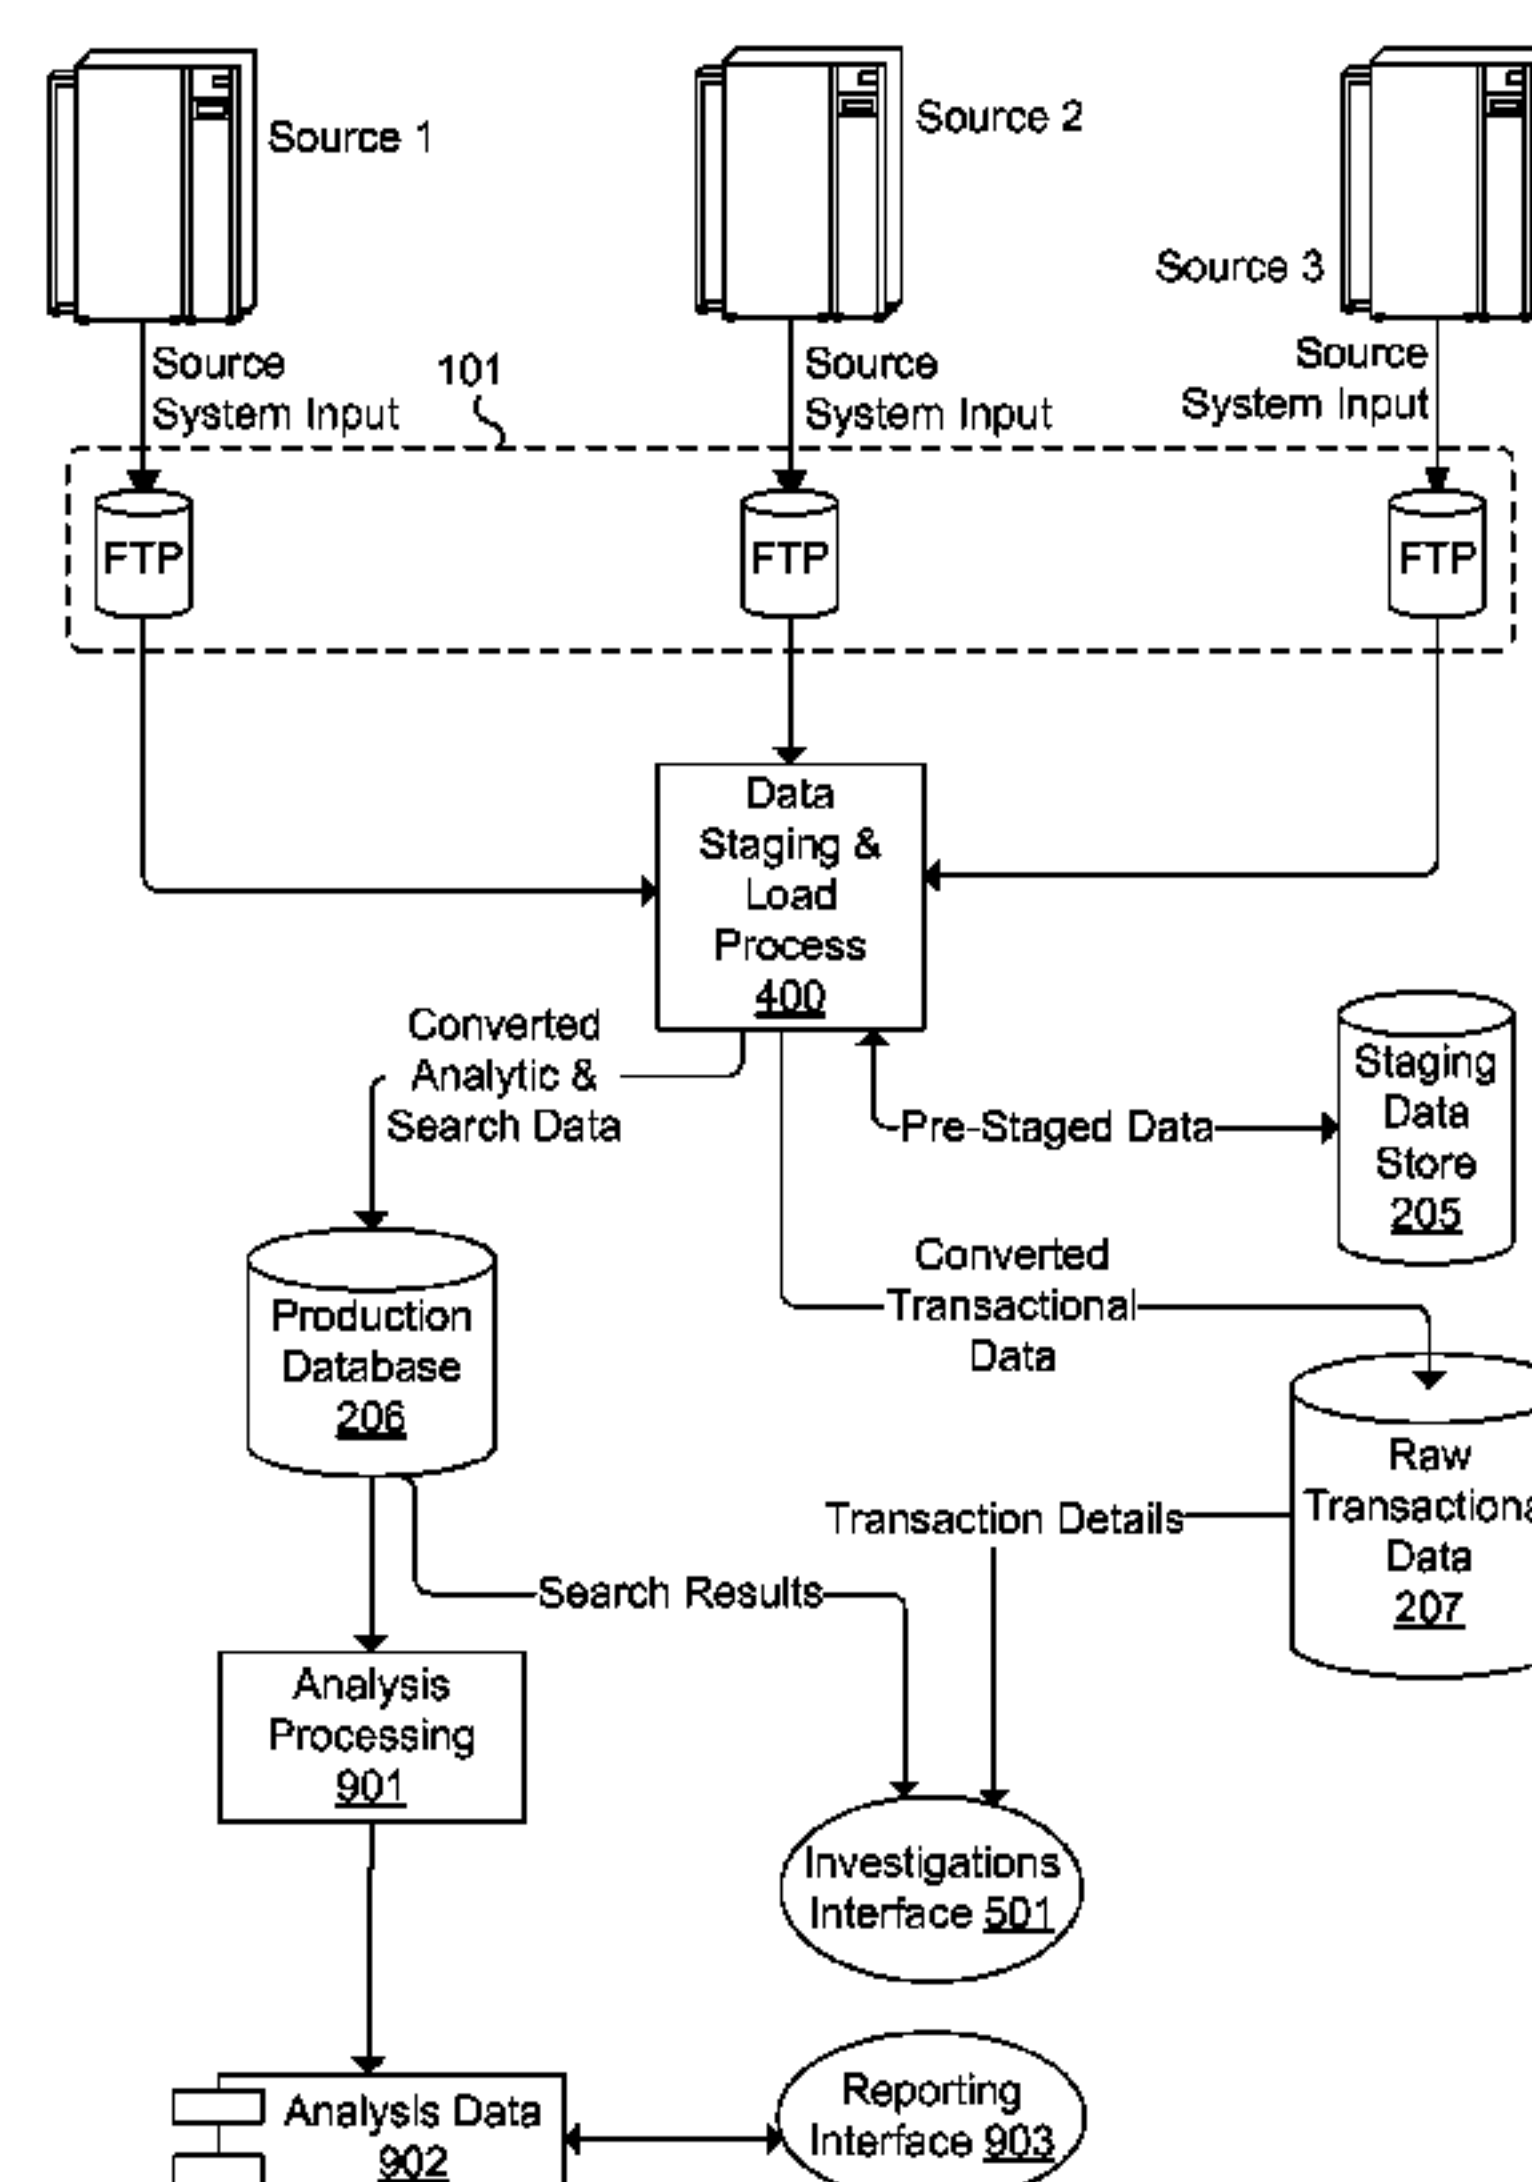 Source 1
Source 2
Source 3
Source
System Input
101
Source
System Input
Source
System Input
FTP
FTP
FTP
Data
Staging &
Load
Process
400
Converted
Analytic &
Search Data
Pre-Staged Data
Staging
Data
Store
205
Converted
Transactional
Data
Production
Database
206
Raw
Transactiona
Data
207
Transaction Details
Search Results
Analysis
Processing
901
Investigations
Interface 501
Reporting
Interface 903
Analysis Data
902